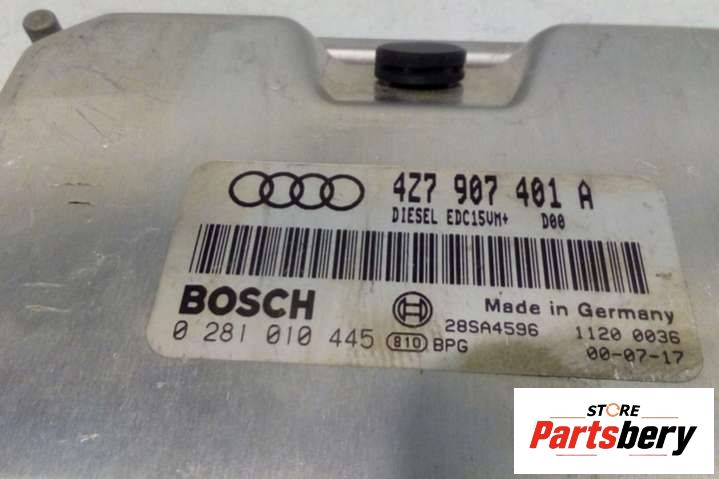 4Z7 907 401 A
DIESEL EDC15VM+ D00
BOSCH
Made in Germany
0 281 010 445
28SA4596 1120 0036
810 BPG 00-07-17
STORE
Partsbery